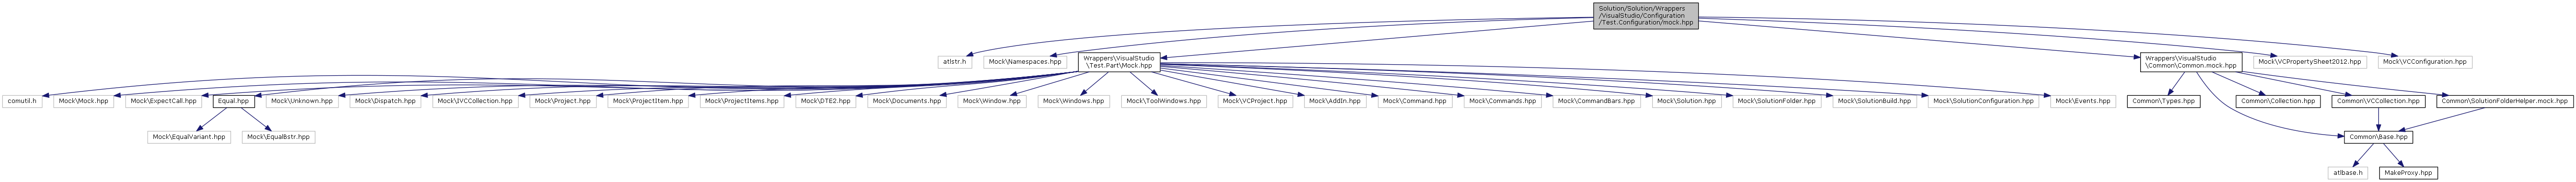 Solution/Solution/Wrappers
/VisualStudio/Configuration
/Test.Configuration/mock.hpp
atlstr.h
Mock\Namespaces.hpp
Wrappers\VisualStudio
\Test.Part\Mock.hpp
Wrappers\VisualStudio
\Common\Common.mock.hpp
Mock\VCPropertySheet2012.hpp
Mock\VCConfiguration.hpp
comutil.h
Mock\Mock.hpp
Mock\ExpectCall.hpp
Equal.hpp
Mock\Unknown.hpp
Mock\Dispatch.hpp
Mock\IVCCollection.hpp
Mock\Project.hpp
Mock\ProjectItem.hpp
Mock\ProjectItems.hpp
Mock\DTE2.hpp
Mock\Documents.hpp
Mock\Window.hpp
Mock\Windows.hpp
Mock\ToolWindows.hpp
Mock\VCProject.hpp
Mock\AddIn.hpp
Mock\Command.hpp
Mock\Commands.hpp
Mock\CommandBars.hpp
Mock\Solution.hpp
Mock\SolutionFolder.hpp
Mock\SolutionBuild.hpp
Mock\SolutionConfiguration.hpp
Mock\Events.hpp
Common\Types.hpp
Common\Collection.hpp
Common\VCCollection.hpp
Common\SolutionFolderHelper.mock.hpp
Mock\EqualVariant.hpp
Mock\EqualBstr.hpp
Common\Base.hpp
atlbase.h
MakeProxy.hpp